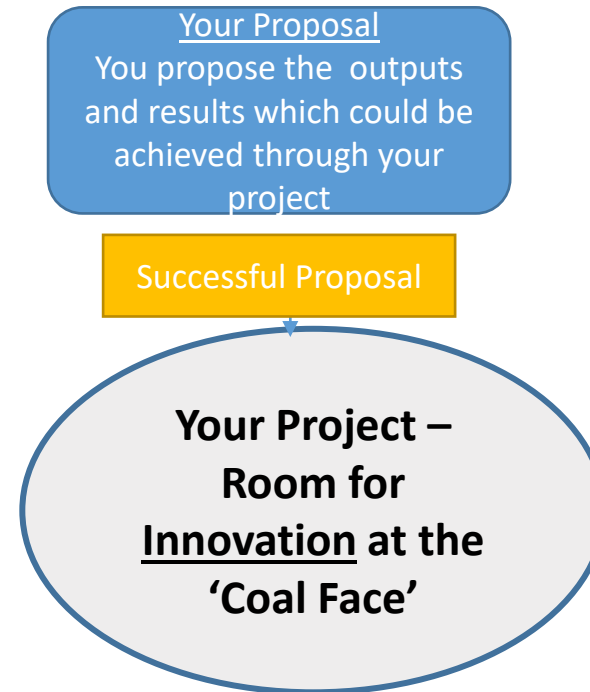 Your Proposal
You propose the outputs
and results which could be
achieved through your
project
Successful Proposal
Your Project –
Room for
Innovation at the
‘Coal Face’